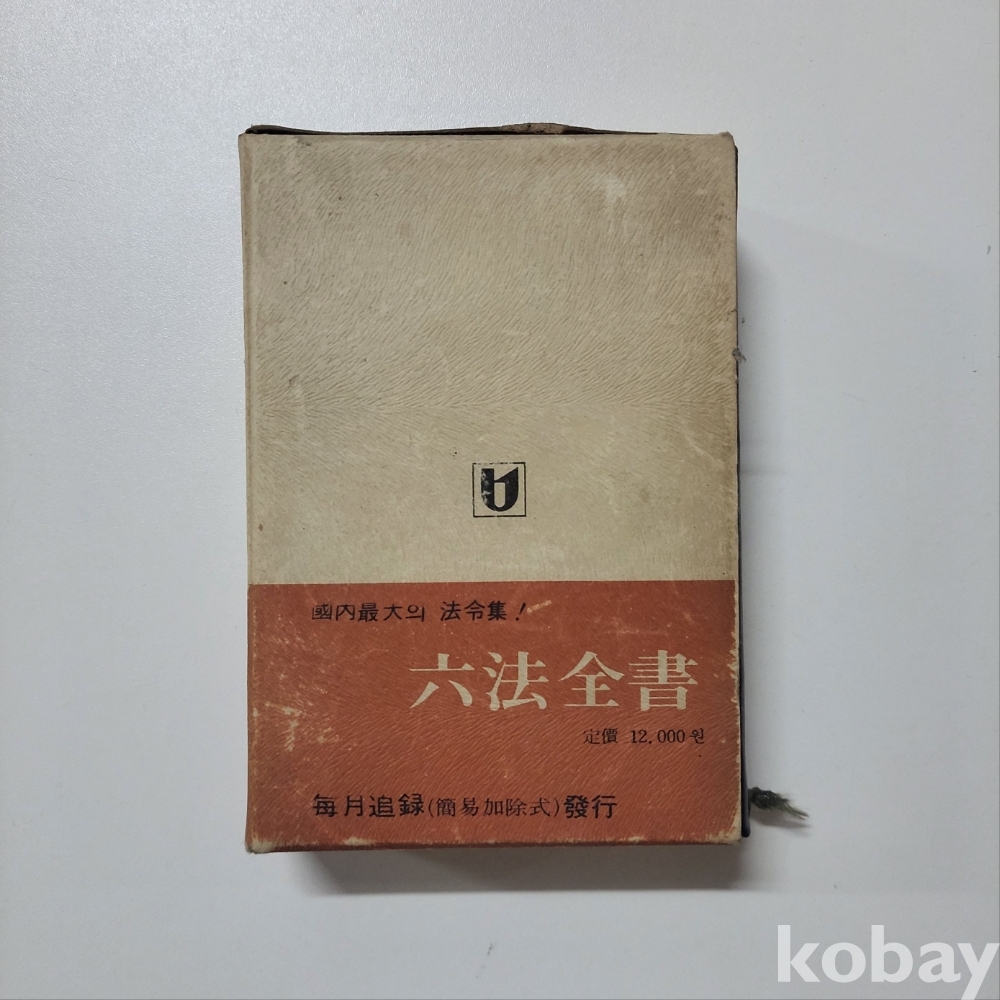 國內最大의 法令集!
六法全書
定價 12,000원
每月追錄(簡易加除式)發行
kobay